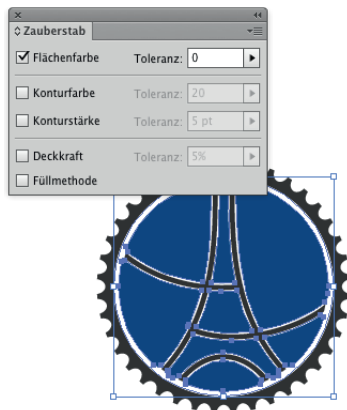 Zauberstab
Flächenfarbe Toleranz: 0
Konturfarbe Toleranz: 20
Konturstärke Toleranz: 5 pt
Deckkraft Toleranz: 5%
Füllmethode